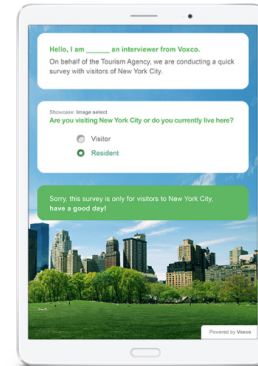 Hello, I am ______ an interviewer from Voxco.
On behalf of the Tourism Agency, we are conducting a quick
survey with visitors of New York City.
Showcase: Image select
Are you visiting New York City or do you currently live here?
Visitor
Resident
Sorry, this survey is only for visitors to New York City,
have a good day!
Powered by Voxco